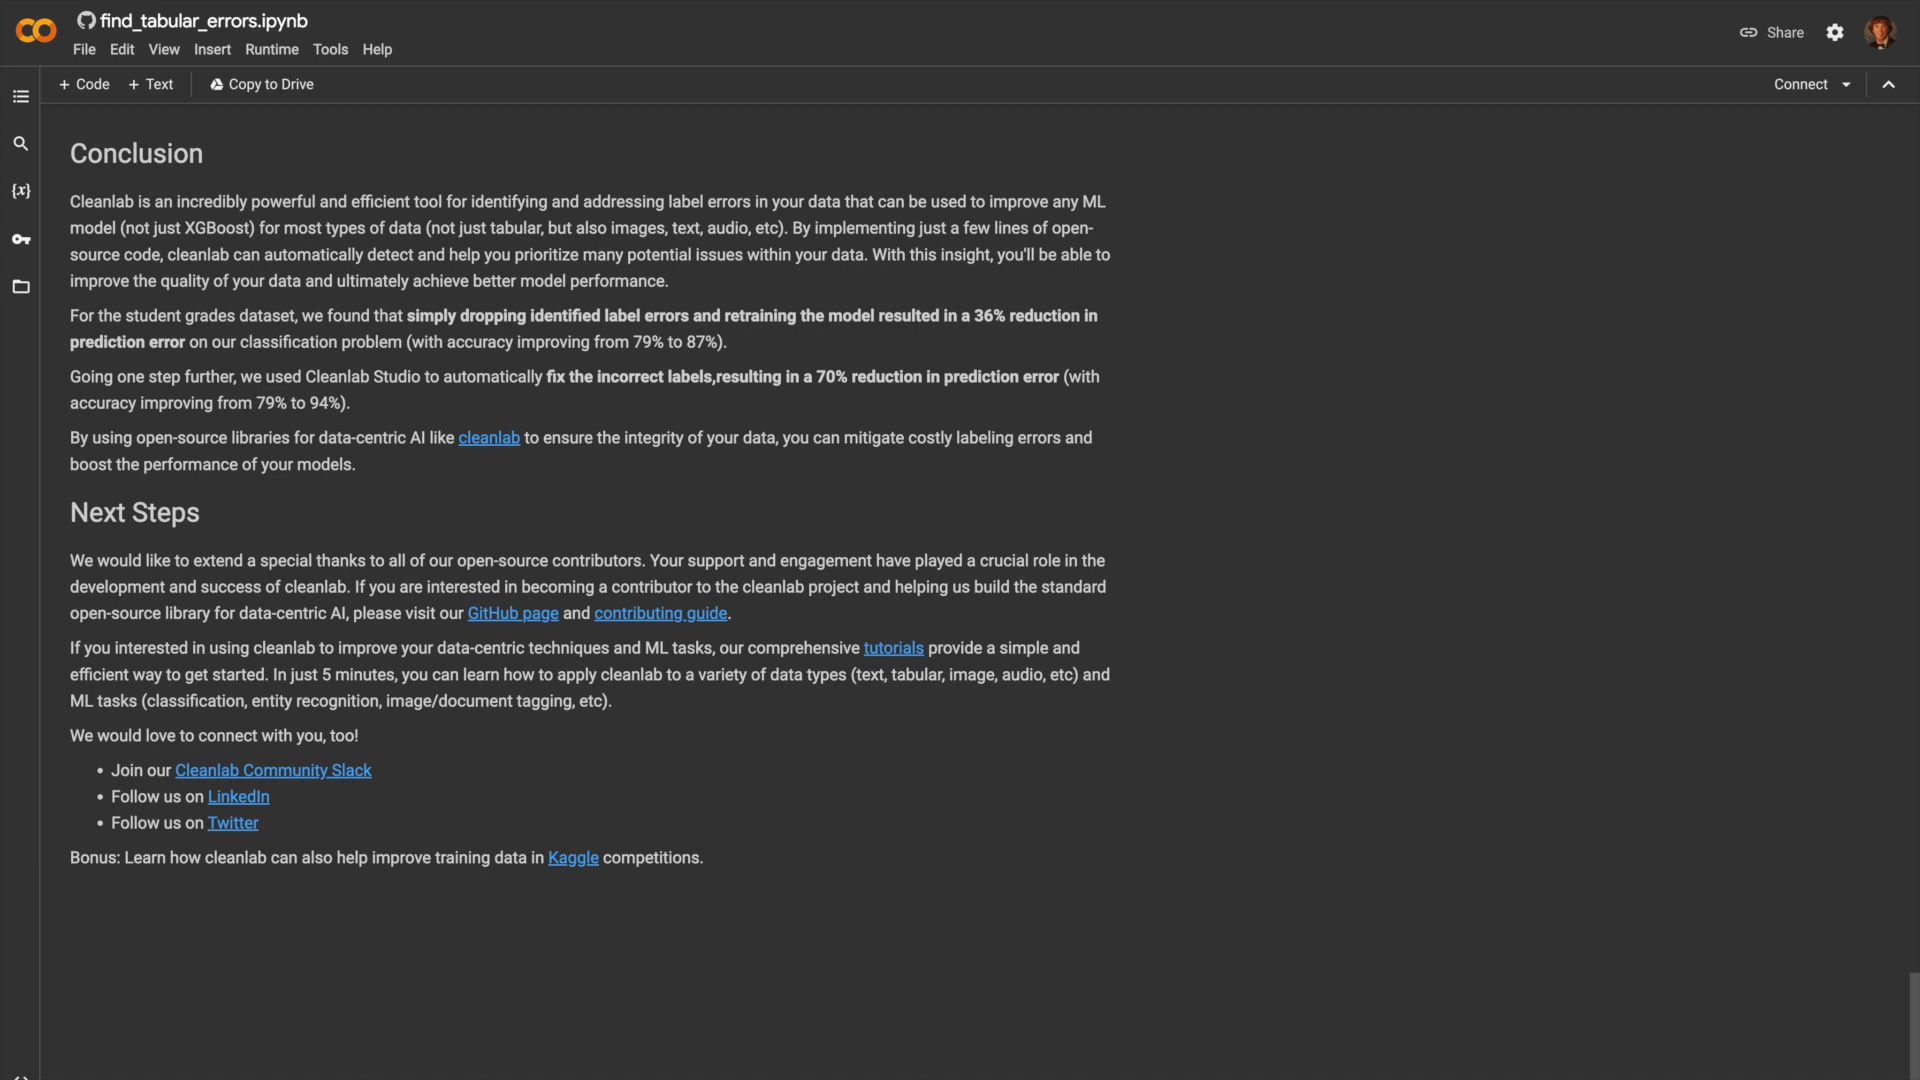 find_tabular_errors.ipynb
File Edit View Insert Runtime Tools Help
Share
+ Code + Text Copy to Drive
Connect
{x}
Conclusion
Cleanlab is an incredibly powerful and efficient tool for identifying and addressing label errors in your data that can be used to improve any ML
model (not just XGBoost) for most types of data (not just tabular, but also images, text, audio, etc). By implementing just a few lines of open-
source code, cleanlab can automatically detect and help you prioritize many potential issues within your data. With this insight, you'll be able to
improve the quality of your data and ultimately achieve better model performance.
For the student grades dataset, we found that simply dropping identified label errors and retraining the model resulted in a 36% reduction in
prediction error on our classification problem (with accuracy improving from 79% to 87%).
Going one step further, we used Cleanlab Studio to automatically fix the incorrect labels,resulting in a 70% reduction in prediction error (with
accuracy improving from 79% to 94%).
By using open-source libraries for data-centric AI like cleanlab to ensure the integrity of your data, you can mitigate costly labeling errors and
boost the performance of your models.
Next Steps
We would like to extend a special thanks to all of our open-source contributors. Your support and engagement have played a crucial role in the
development and success of cleanlab. If you are interested in becoming a contributor to the cleanlab project and helping us build the standard
open-source library for data-centric AI, please visit our GitHub page and contributing guide.
If you interested in using cleanlab to improve your data-centric techniques and ML tasks, our comprehensive tutorials provide a simple and
efficient way to get started. In just 5 minutes, you can learn how to apply cleanlab to a variety of data types (text, tabular, image, audio, etc) and
ML tasks (classification, entity recognition, image/document tagging, etc).
We would love to connect with you, too!
• Join our Cleanlab Community Slack
• Follow us on LinkedIn
• Follow us on Twitter
Bonus: Learn how cleanlab can also help improve training data in Kaggle competitions.